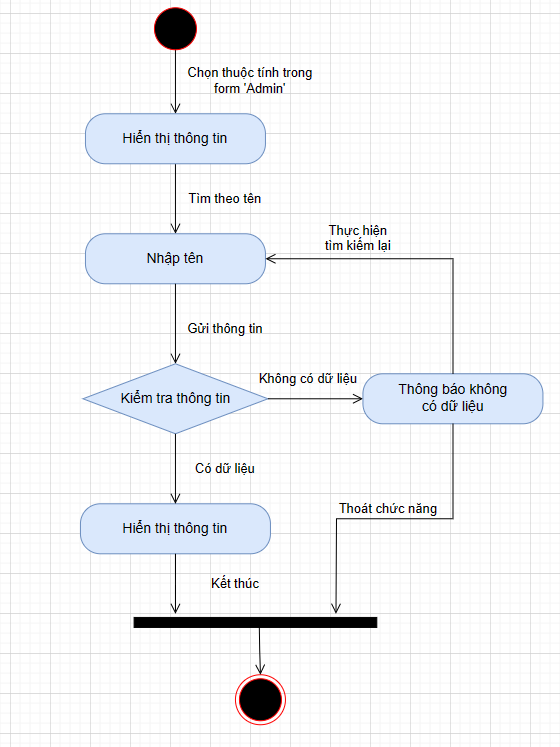 Chọn thuộc tính trong
form 'Admin'
Hiển thị thông tin
Tìm theo tên
Nhập tên
Thực hiện
tìm kiếm lại
Gửi thông tin
Kiểm tra thông tin
Không có dữ liệu
Thông báo không
có dữ liệu
Có dữ liệu
Hiển thị thông tin
Thoát chức năng
Kết thúc